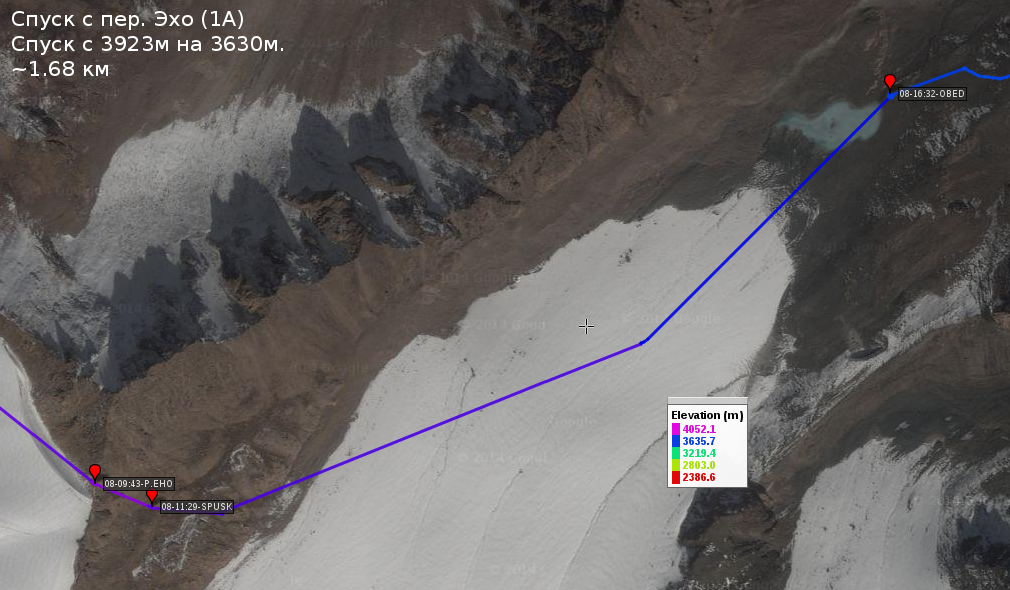 Спуск с пер. Эхо (1А)
Спуск с 3923м на 3630м.
~1.68 км
08-16:32-OBED
Elevation (m)
4052.1
3635.7
3219.4
2803.0
2386.6
08-09:43-P.EHO
08-11:29-SPUSK